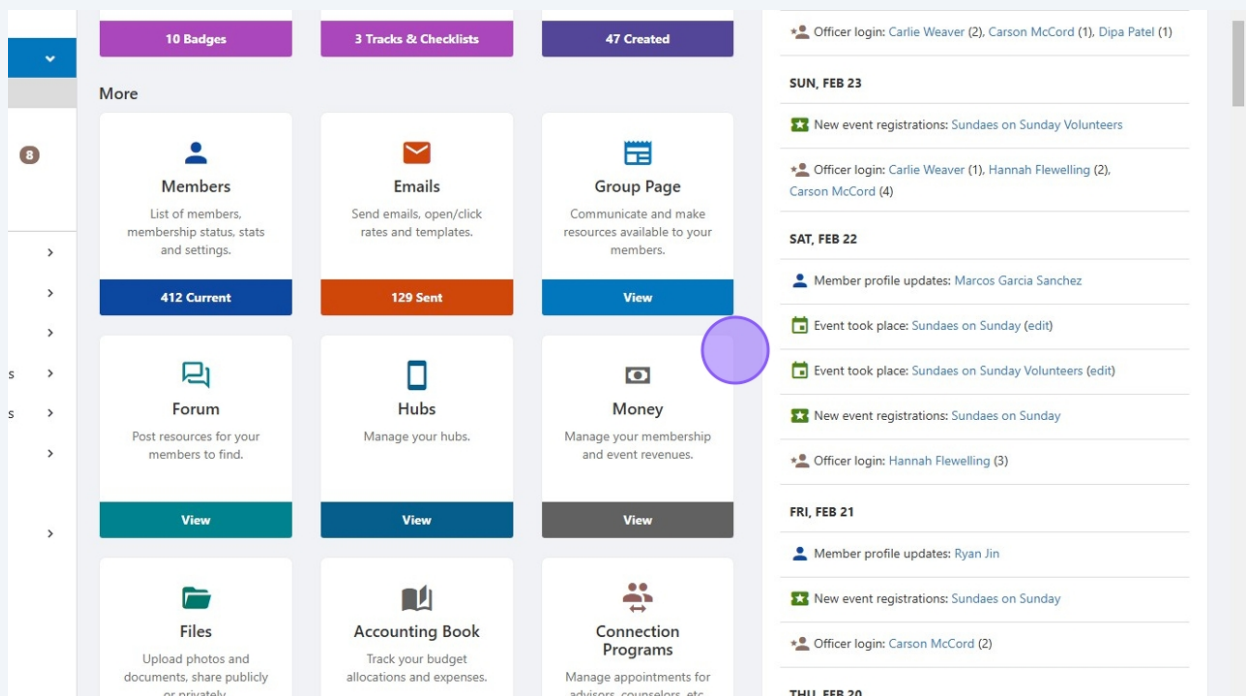 10 Badges
3 Tracks & Checklists
47 Created
More
8
Members
List of members,
membership status, stats
and settings.
412 Current
Emails
Send emails, open/click
rates and templates.
129 Sent
Group Page
Communicate and make
resources available to your
members.
View
s
s
Forum
Post resources for your
members to find.
View
Hubs
Manage your hubs.
View
Money
Manage your membership
and event revenues.
View
Files
Upload photos and
documents, share publicly
or privately
Accounting Book
Track your budget
allocations and expenses.
Connection
Programs
Manage appointments for
advisors, counselors, etc
Officer login: Carlie Weaver (2), Carson McCord (1), Dipa Patel (1)
SUN, FEB 23
New event registrations: Sundaes on Sunday Volunteers
Officer login: Carlie Weaver (1), Hannah Flewelling (2),
Carson McCord (4)
SAT, FEB 22
Member profile updates: Marcos Garcia Sanchez
Event took place: Sundaes on Sunday (edit)
Event took place: Sundaes on Sunday Volunteers (edit)
New event registrations: Sundaes on Sunday
Officer login: Hannah Flewelling (3)
FRI, FEB 21
Member profile updates: Ryan Jin
New event registrations: Sundaes on Sunday
Officer login: Carson McCord (2)
THU, FEB 20